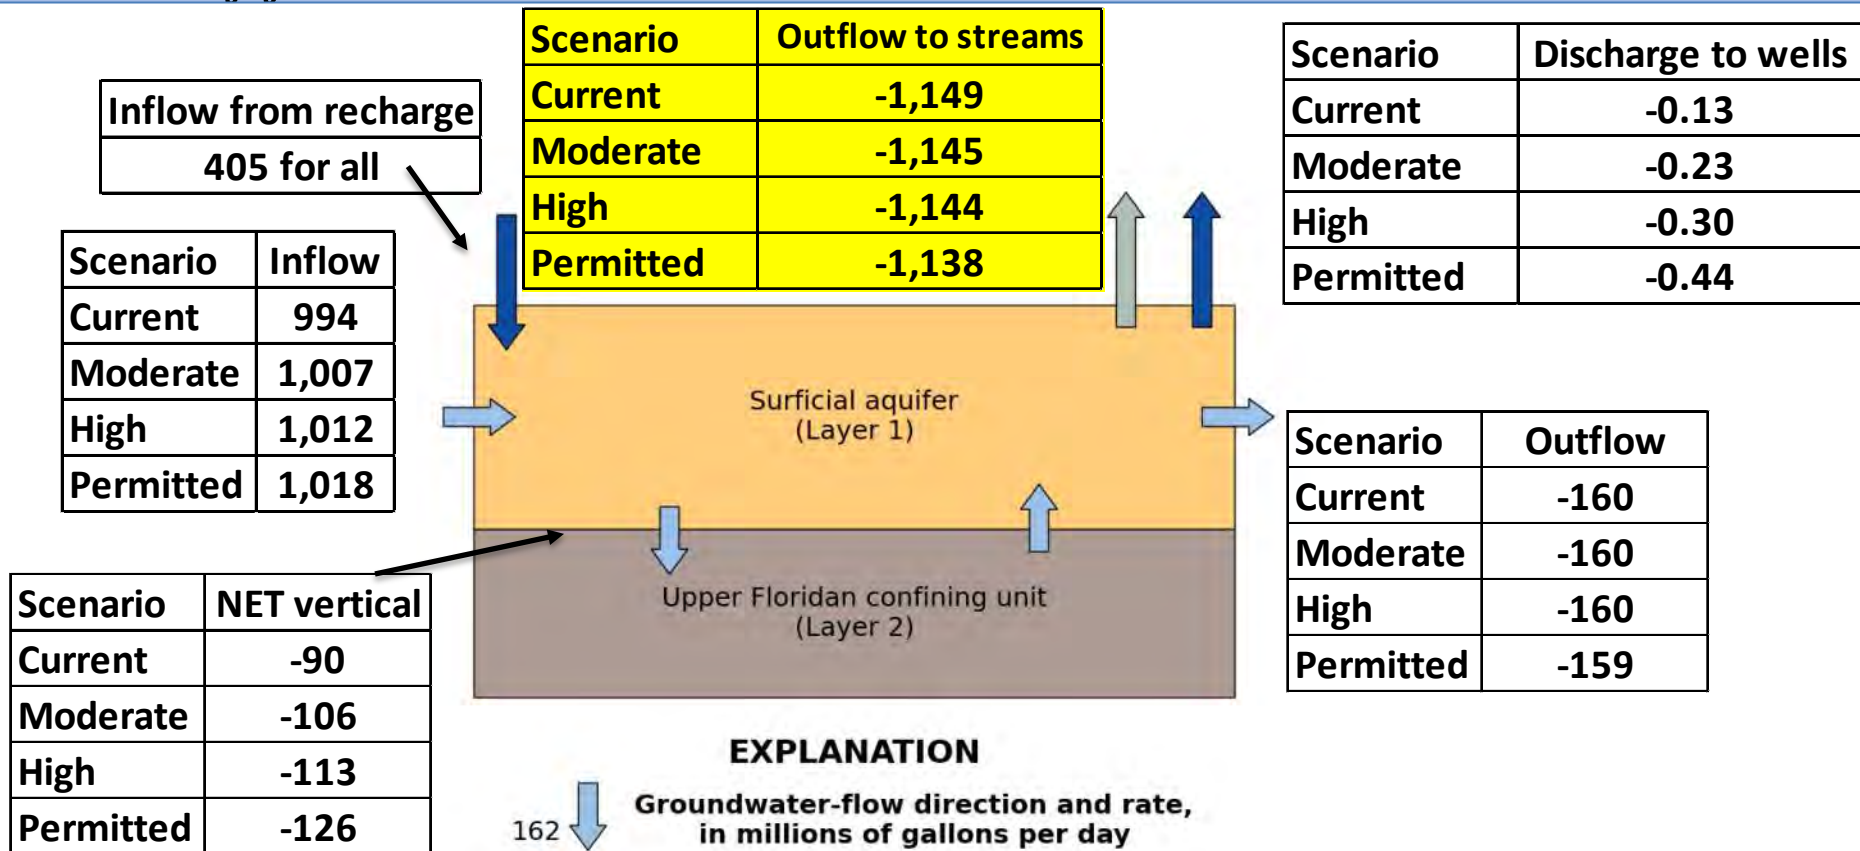 Inflow from recharge
405 for all
Scenario Outflow to streams
Current -1,149
Moderate -1,145
High -1,144
Permitted -1,138
Scenario Discharge to wells
Current -0.13
Moderate -0.23
High -0.30
Permitted -0.44
Scenario Inflow
Current 994
Moderate 1,007
High 1,012
Permitted 1,018
Surficial aquifer
(Layer 1)
Scenario Outflow
Current -160
Moderate -160
High -160
Permitted -159
Scenario NET vertical
Current -90
Moderate -106
High -113
Permitted -126
Upper Floridan confining unit
(Layer 2)
EXPLANATION
162 Groundwater-flow direction and rate,
in millions of gallons per day